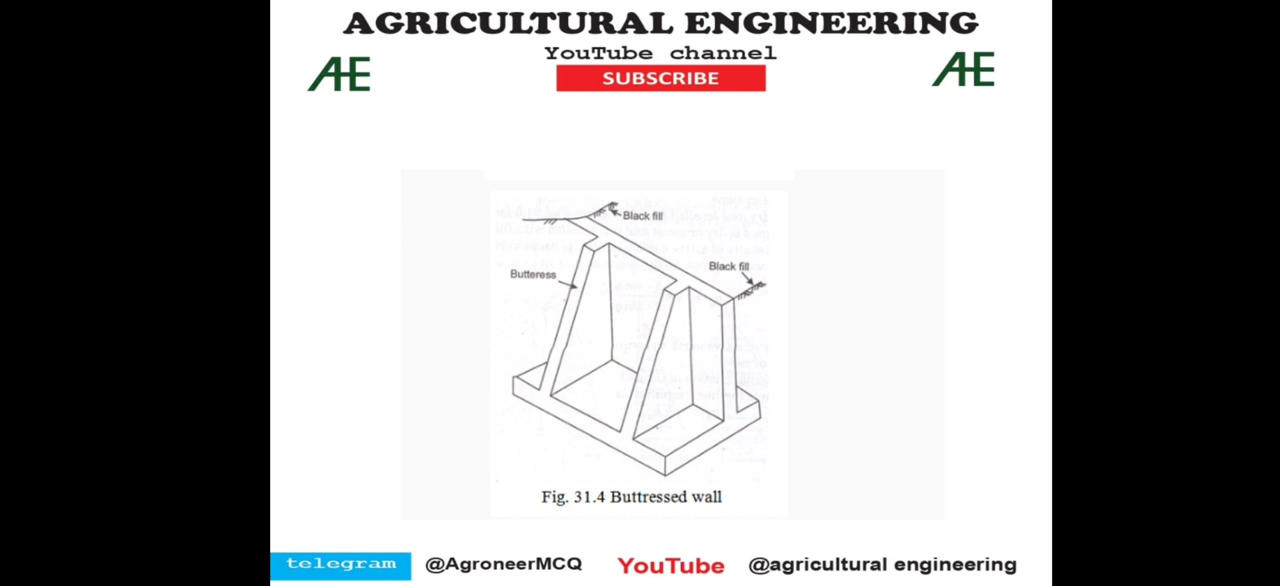 AGRICULTURAL ENGINEERING
YouTube channel
AE
SUBSCRIBE
AE
Black fill
Black fill
Butteress
Fig. 31.4 Buttressed wall
telegram @AgroneerMCQ YouTube @agricultural engineering